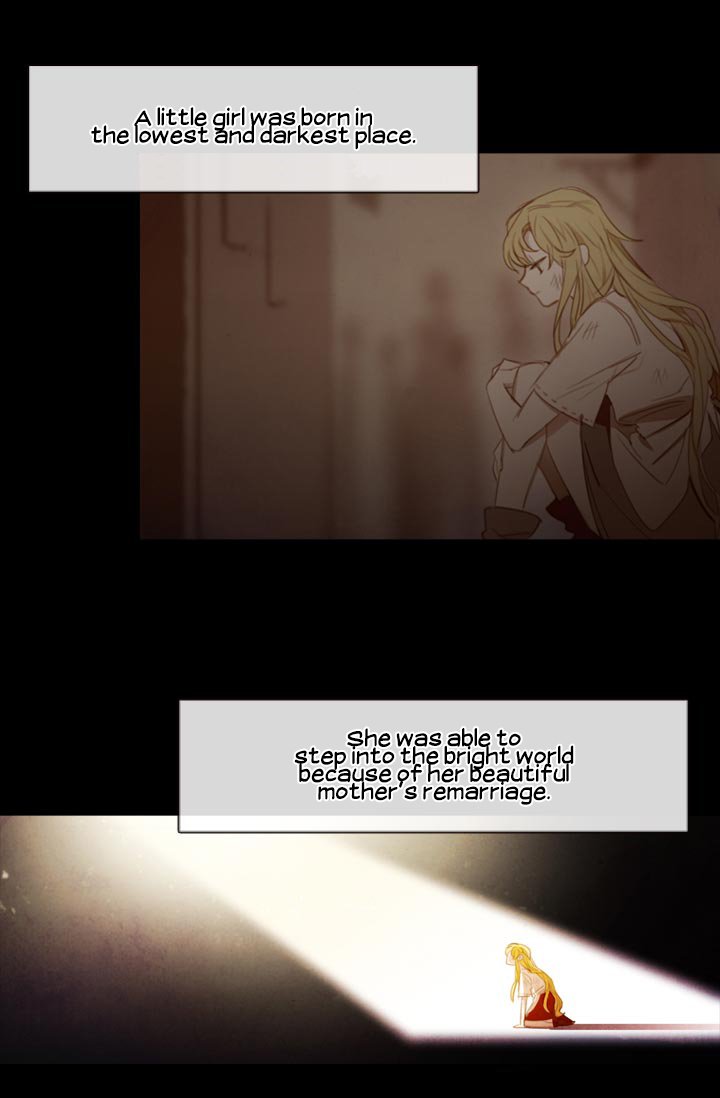 A little girl was born in
the lowest and darkest place.
She was able to
step into the bright world
because of her beautiful
mother's remarriage.